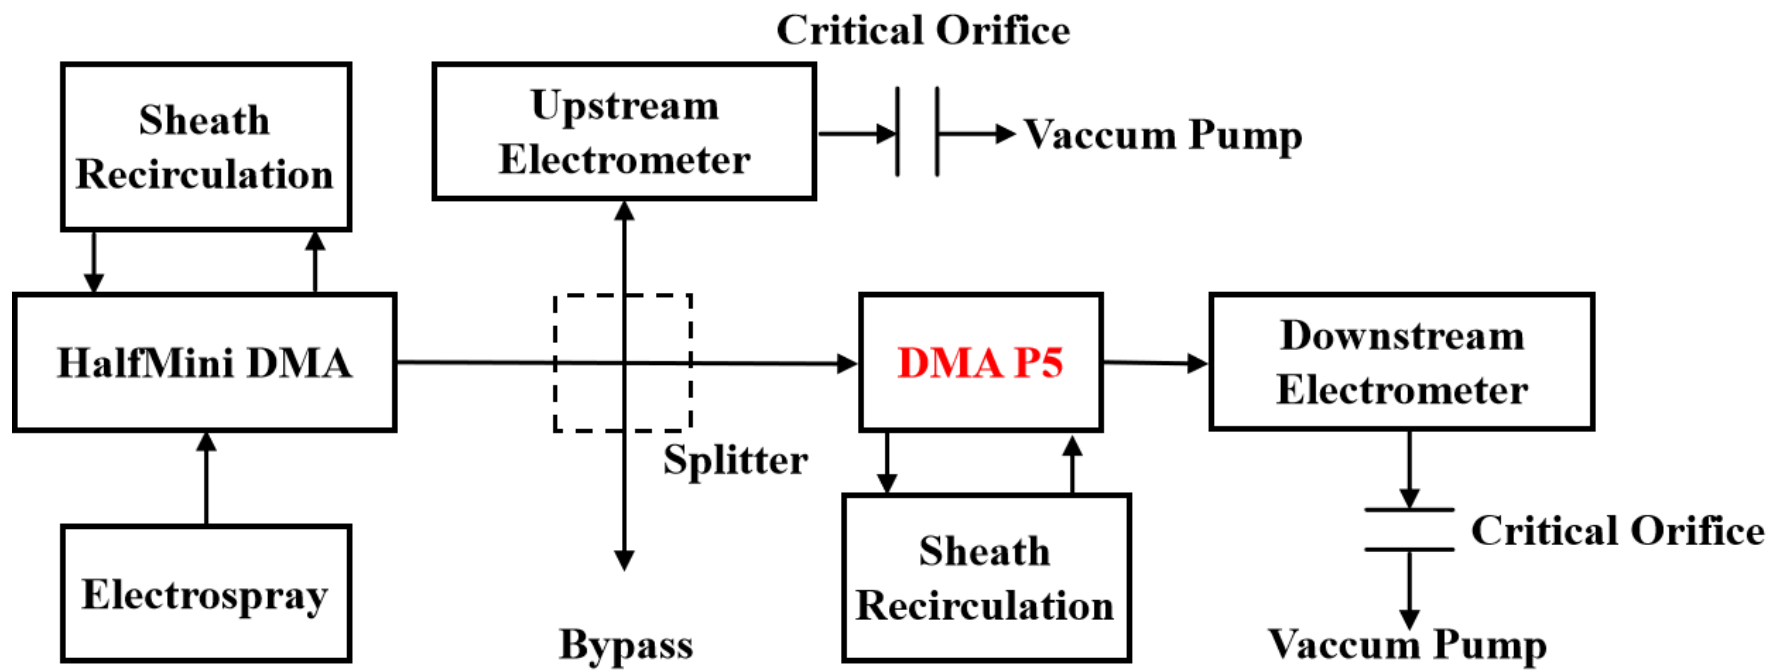 Critical Orifice
Sheath
Recirculation
Upstream
Electrometer
Vaccum Pump
HalfMini DMA
DMA P5
Downstream
Electrometer
Splitter
Electrospray
Bypass
Sheath
Recirculation
Critical Orifice
Vaccum Pump